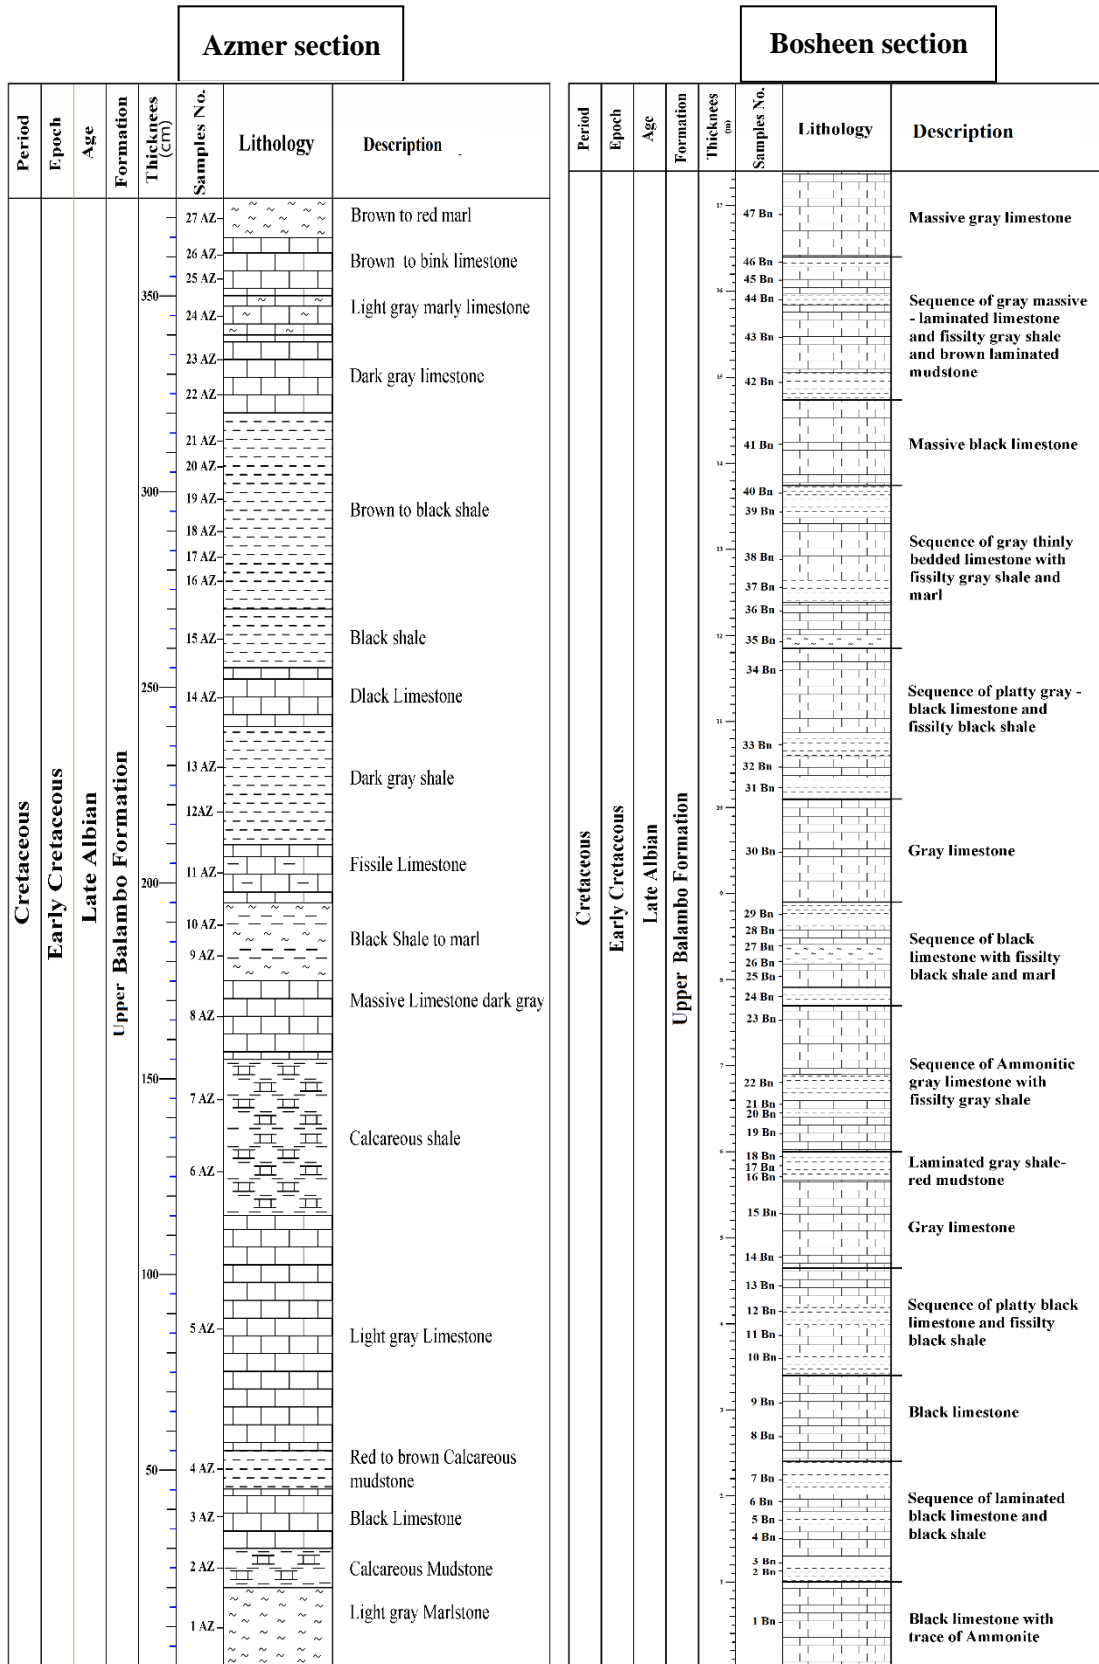 Azmer section
Period
Epoch
Age
Formation
Thicknees
(cm)
Samples No.
Lithology
Description
27 AZ
Brown to red marl
26 AZ
Brown to bink limestone
25 AZ
350
Light gray marly limestone
24 AZ
23 AZ
Dark gray limestone
22 AZ
21 AZ
20 AZ
300
19 AZ
Brown to black shale
18 AZ
17 AZ
16 AZ
15 AZ
Black shale
250
14 AZ
Dlack Limestone
13 AZ
Dark gray shale
12AZ
Fissile Limestone
200
11 AZ
10 AZ
Black Shale to marl
9 AZ
Massive Limestone dark gray
8 AZ
150
7 AZ
Calcareous shale
6 AZ
100
5 AZ
Light gray Limestone
Red to brown Calcareous
mudstone
50
4 AZ
3 AZ
Black Limestone
2 AZ
Calcareous Mudstone
Light gray Marlstone
1 AZ
Cretaceous
Early Cretaceous
Late Albian
Upper Balambo Formation
Bosheen section
Period
Epoch
Age
Formation
Thicknees
(m)
Samples No.
Lithology
Description
17
47 Bn
Massive gray limestone
46 Bn
45 Bn
16
44 Bn
Sequence of gray massive
- laminated limestone
and fissilty gray shale
and brown laminated
mudstone
43 Bn
15
42 Bn
41 Bn
Massive black limestone
14
40 Bn
39 Bn
Sequence of gray thinly
bedded limestone with
fissilty gray shale and
marl
13
38 Bn
37 Bn
36 Bn
12
35 Bn
34 Bn
Sequence of platty gray -
black limestone and
fissilty black shale
11
33 Bn
32 Bn
31 Bn
10
30 Bn
Gray limestone
9
29 Bn
28 Bn
27 Bn
26 Bn
25 Bn
Sequence of black
limestone with fissilty
black shale and marl
8
24 Bn
23 Bn
Sequence of Ammonitic
gray limestone with
fissilty gray shale
7
22 Bn
21 Bn
20 Bn
19 Bn
6
18 Bn
17 Bn
16 Bn
Laminated gray shale-
red mudstone
15 Bn
Gray limestone
5
14 Bn
13 Bn
Sequence of platty black
limestone and fissilty
black shale
12 Bn
4
11 Bn
10 Bn
9 Bn
Black limestone
3
8 Bn
7 Bn
2
6 Bn
5 Bn
4 Bn
Sequence of laminated
black limestone and
black shale
3 Bn
2 Bn
1
1 Bn
Black limestone with
trace of Ammonite
Cretaceous
Early Cretaceous
Late Albian
Upper Balambo Formation